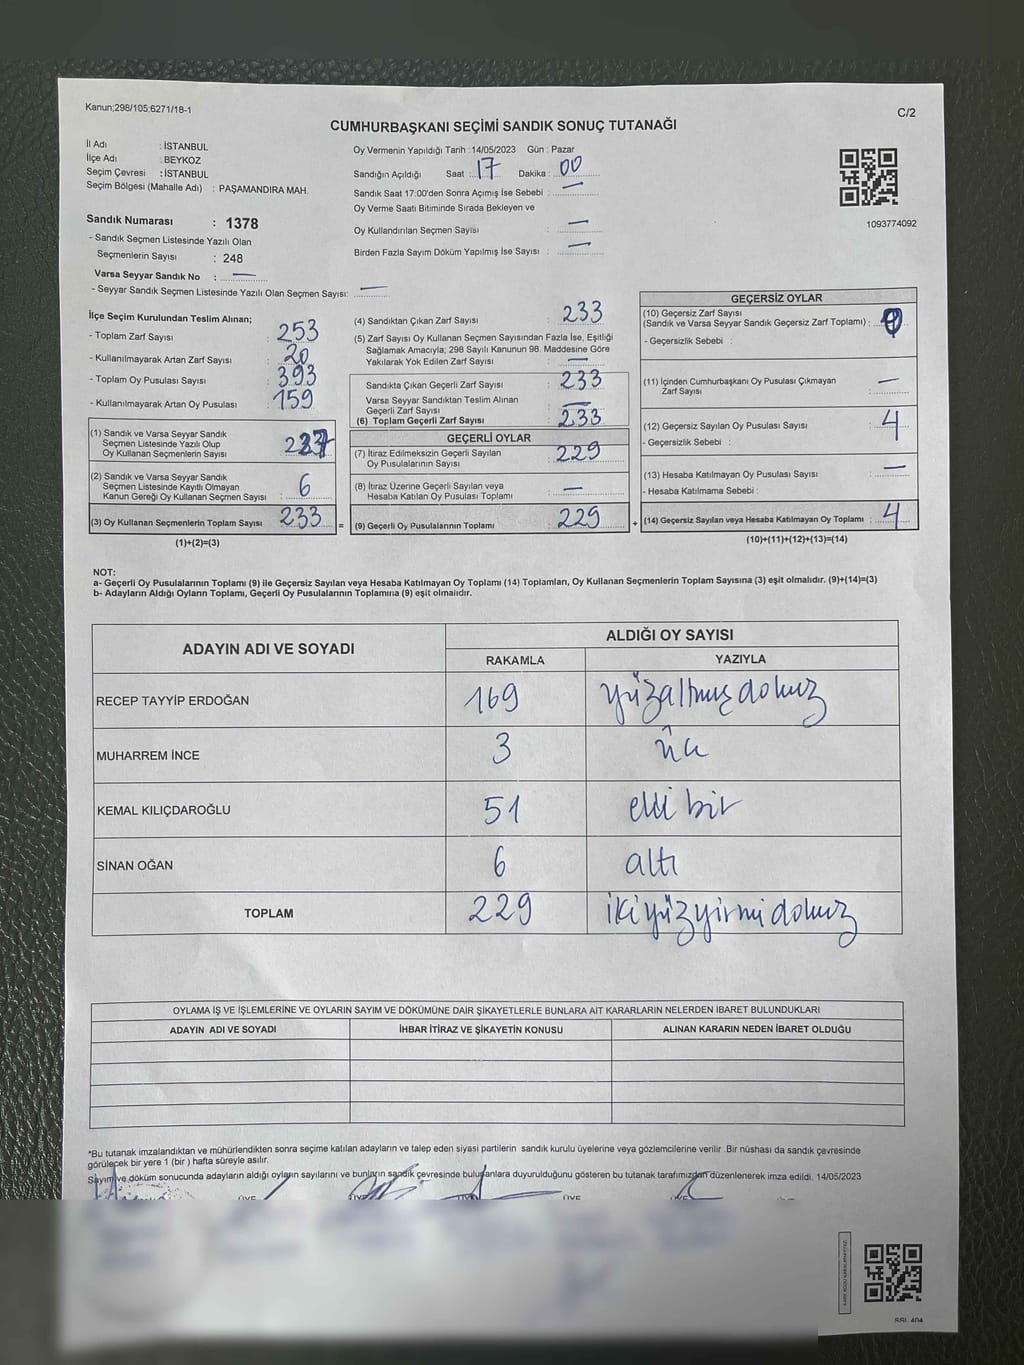 Kanun;298/105;6271/18-1
C/2
CUMHURBAŞKANI SEÇİMİ SANDIK SONUÇ TUTANAĞI
İl Adı : İSTANBUL
İlçe Adı : BEYKOZ
Seçim Çevresi : İSTANBUL
Seçim Bölgesi (Mahalle Adı) : PAŞAMANDIRA MAH.
Sandık Numarası : 1378
- Sandık Seçmen Listesinde Yazılı Olan
Seçmenlerin Sayısı : 248
Varsa Seyyar Sandık No : —
- Seyyar Sandık Seçmen Listesinde Yazılı Olan Seçmen Sayısı: —
Oy Vermenin Yapıldığı Tarih :14/05/2023 Gün : Pazar
Sandığın Açıldığı Saat : 17 Dakika : 00
Sandık Saat 17:00'den Sonra Açımış İse Sebebi : —
Oy Verme Saati Bitiminde Sırada Bekleyen ve
Oy Kullandırılan Seçmen Sayısı : —
Birden Fazla Sayım Döküm Yapılmış İse Sayısı : —
1093774092
İlçe Seçim Kurulundan Teslim Alınan;
- Toplam Zarf Sayısı : 253
- Kullanılmayarak Artan Zarf Sayısı : 20
- Toplam Oy Pusulası Sayısı : 393
- Kullanılmayarak Artan Oy Pusulası : 159
(1) Sandık ve Varsa Seyyar Sandık
Seçmen Listesinde Yazılı Olup
Oy Kullanan Seçmenlerin Sayısı :
(2) Sandık ve Varsa Seyyar Sandık
Seçmen Listesinde Kayıtlı Olmayan
Kanun Gereği Oy Kullanan Seçmen Sayısı : 6
(3) Oy Kullanan Seçmenlerin Toplam Sayısı : 233
(1)+(2)=(3)
=
(4) Sandıktan Çıkan Zarf Sayısı : 233
(5) Zarf Sayısı Oy Kullanan Seçmen Sayısından Fazla İse, Eşitliği
Sağlamak Amacıyla; 298 Sayılı Kanunun 98. Maddesine Göre
Yakılarak Yok Edilen Zarf Sayısı : —
Sandıkta Çıkan Geçerli Zarf Sayısı : 233
Varsa Seyyar Sandıktan Teslim Alınan
Geçerli Zarf Sayısı : —
(6) Toplam Geçerli Zarf Sayısı : 233
GEÇERLİ OYLAR
(7) İtiraz Edilmeksizin Geçerli Sayılan
Oy Pusulalarının Sayısı : 229
(8) İtiraz Üzerine Geçerli Sayılan veya
Hesaba Katılan Oy Pusulası Toplamı : —
(9) Geçerli Oy Pusulalarının Toplamı : 229
+
GEÇERSİZ OYLAR
(10) Geçersiz Zarf Sayısı
(Sandık ve Varsa Seyyar Sandık Geçersiz Zarf Toplamı) :
- Geçersizlik Sebebi :
(11) İçinden Cumhurbaşkanı Oy Pusulası Çıkmayan
Zarf Sayısı : —
(12) Geçersiz Sayılan Oy Pusulası Sayısı : 4
- Geçersizlik Sebebi :
(13) Hesaba Katılmayan Oy Pusulası Sayısı : —
- Hesaba Katılmama Sebebi :
(14) Geçersiz Sayılan veya Hesaba Katılmayan Oy Toplamı : 4
(10)+(11)+(12)+(13)=(14)
NOT:
a- Geçerli Oy Pusulalarının Toplamı (9) ile Geçersiz Sayılan veya Hesaba Katılmayan Oy Toplamı (14) Toplamları, Oy Kullanan Seçmenlerin Toplam Sayısına (3) eşit olmalıdır. (9)+(14)=(3)
b- Adayların Aldığı Oyların Toplamı, Geçerli Oy Pusulalarının Toplamına (9) eşit olmalıdır.
ADAYIN ADI VE SOYADI
ALDIĞI OY SAYISI
RAKAMLA YAZIYLA
RECEP TAYYİP ERDOĞAN 169 yüzaltmışdokuz
MUHARREM İNCE 3 üç
KEMAL KILIÇDAROĞLU 51 elli bir
SİNAN OĞAN 6 altı
TOPLAM 229 ikiyüzyirmidokuz
OYLAMA İŞ VE İŞLEMLERİNE VE OYLARIN SAYIM VE DÖKÜMÜNE DAİR ŞİKAYETLERLE BUNLARA AİT KARARLARIN NELERDEN İBARET BULUNDUKLARI
ADAYIN ADI VE SOYADI İHBAR İTİRAZ VE ŞİKAYETİN KONUSU ALINAN KARARIN NEDEN İBARET OLDUĞU
*Bu tutanak imzalandıktan ve mühürlendikten sonra seçime katılan adayların ve talep eden siyasi partilerin sandık kurulu üyelerine veya gözlemcilerine verilir. Bir nüshası da sandık çevresinde
görülecek bir yere 1 (bir ) hafta süreyle asılır.
Sayım ve döküm sonucunda adayların aldığı oyların sayılarını ve bunların sandık çevresinde bulunanlara duyurulduğunu gösteren bu tutanak tarafımızdan düzenlenerek imza edildi. 14/05/2023
ÜYE ÜYE ÜYE ÜYE ÜYE